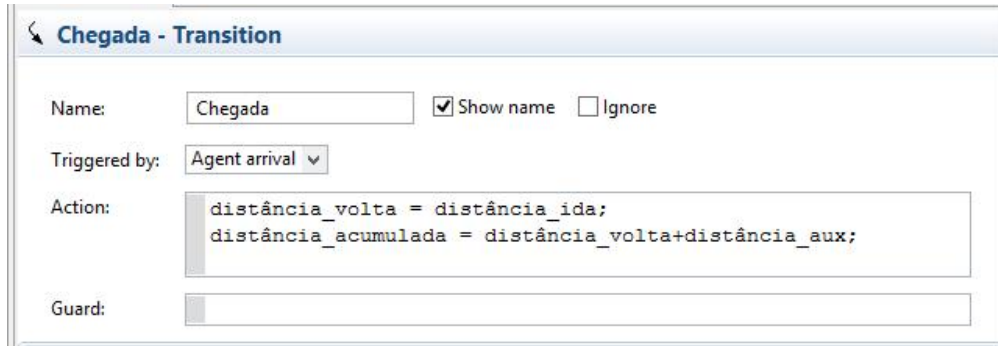 Chegada - Transition
Name: Chegada Show name Ignore
Triggered by: Agent arrival
Action: distância_volta = distância_ida;
distância_acumulada = distância_volta+distância_aux;
Guard: